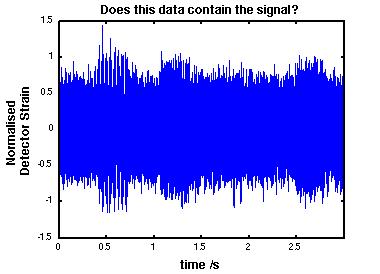 Does this data contain the signal?
Normalised
Detector Strain
1.5
1
0.5
0
-0.5
-1
-1.5
0 0.5 1 1.5 2 2.5
time /s